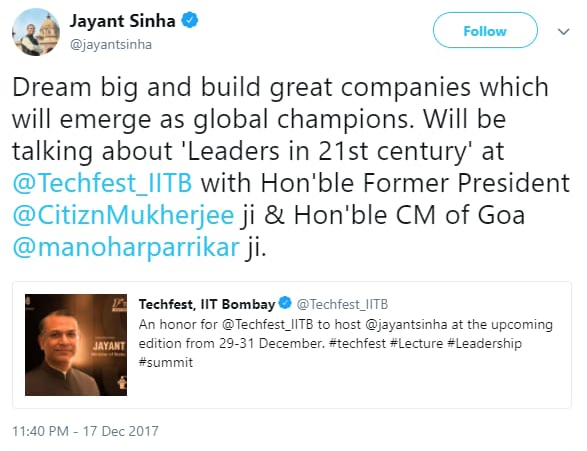 Jayant Sinha
@jayantsinha
Follow
Dream big and build great companies which
will emerge as global champions. Will be
talking about 'Leaders in 21st century' at
@Techfest_IITB with Hon'ble Former President
@CitiznMukherjee ji & Hon'ble CM of Goa
@manoharparrikar ji.
Techfest, IIT Bombay @Techfest_IITB
An honor for @Techfest_IITB to host @jayantsinha at the upcoming
edition from 29-31 December. #techfest #Lecture #Leadership
#summit
JAYANT
11:40 PM - 17 Dec 2017